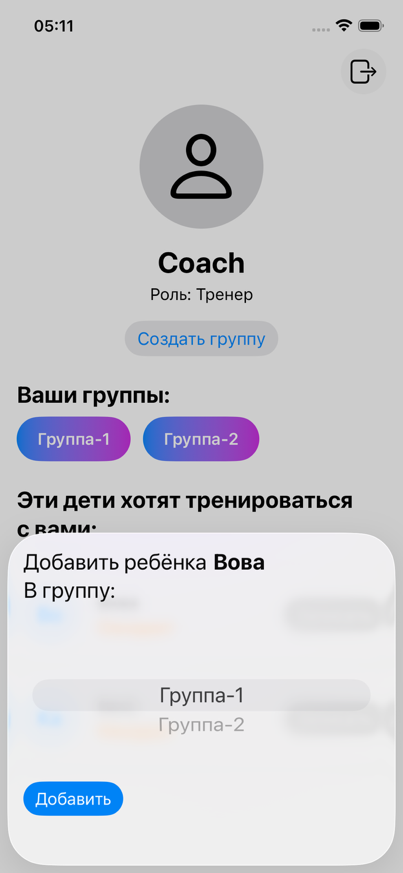 05:11
Coach
Роль: Тренер
Создать группу
Ваши группы:
Группа-1 Группа-2
Эти дети хотят тренироваться
с вами:
Добавить ребёнка Вова
В группу:
Группа-1
Группа-2
Добавить